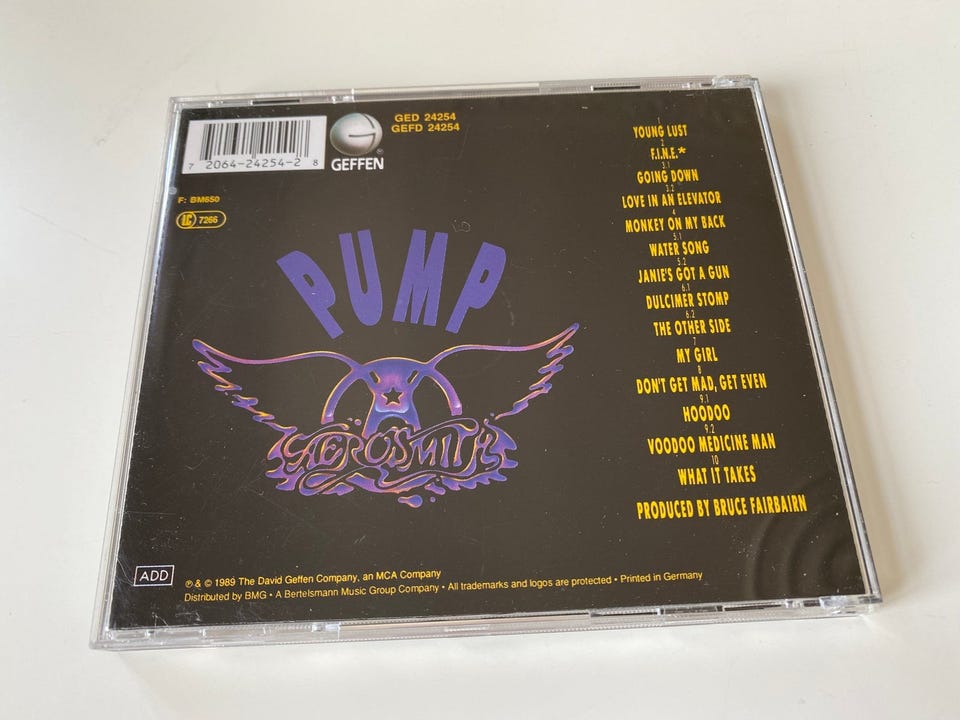 7 2064-24254-2 8
GEFFEN
®
GED 24254
GEFD 24254
F: BM650
LC 7266
PUMP
AEROSMITH
1
YOUNG LUST
2
F.I.N.E.*
3.1
GOING DOWN
3.2
LOVE IN AN ELEVATOR
4
MONKEY ON MY BACK
5.1
WATER SONG
5.2
JANIE'S GOT A GUN
6.1
DULCIMER STOMP
6.2
THE OTHER SIDE
7
MY GIRL
8
DON'T GET MAD, GET EVEN
9.1
HOODOO
9.2
VOODOO MEDICINE MAN
10
WHAT IT TAKES
PRODUCED BY BRUCE FAIRBAIRN
ADD
℗ & © 1989 The David Geffen Company, an MCA Company
Distributed by BMG • A Bertelsmann Music Group Company • All trademarks and logos are protected • Printed in Germany